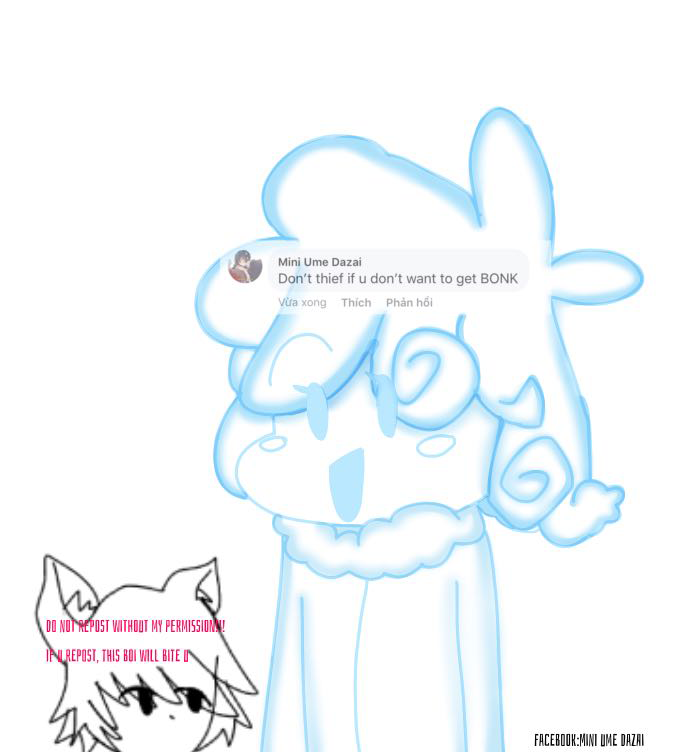 Mini Ume Dazai
Don't thief if u don't want to get BONK
Vừa xong Thích Phản hồi
DO NOT REPOST WITHOUT MY PERMISSION!!!
IF U REPOST, THIS BOI WILL BITE U
FACEBOOK:MINI UME DAZAI